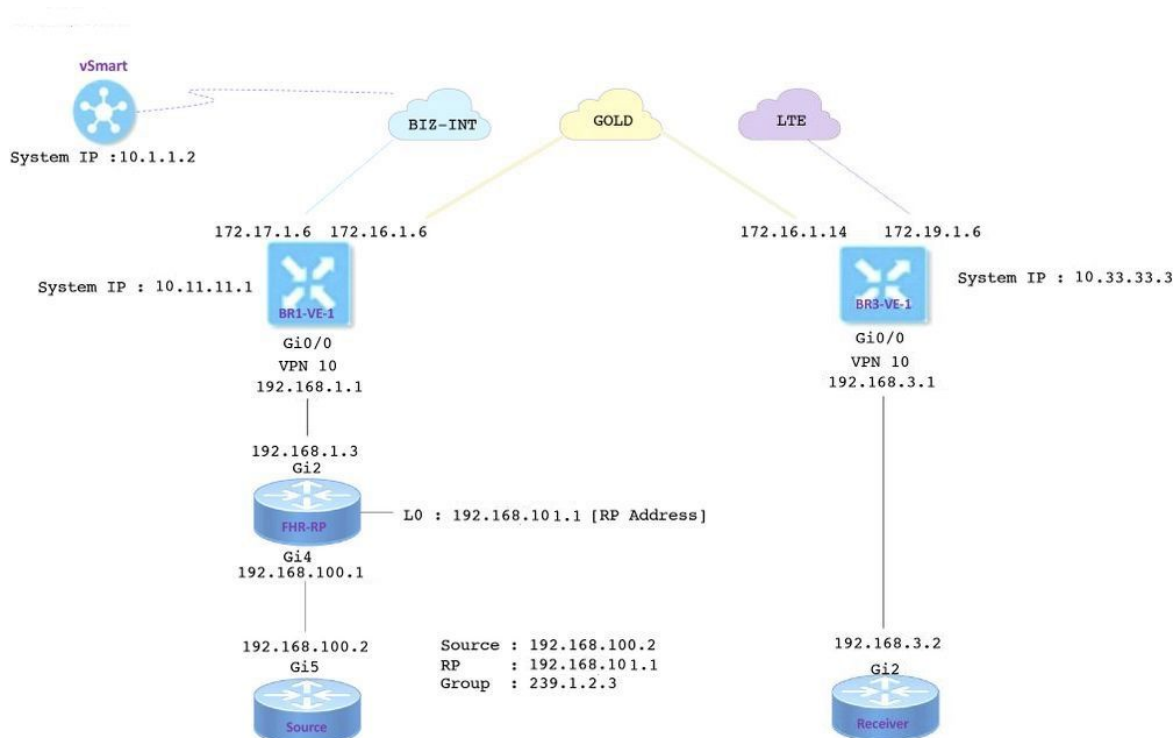 vSmart
BIZ-INT
GOLD
LTE
System IP :10.1.1.2
172.17.1.6 172.16.1.6
172.16.1.14 172.19.1.6
System IP : 10.11.11.1
BR1-VE-1
BR3-VE-1
System IP : 10.33.33.3
Gi0/0
VPN 10
192.168.1.1
Gi0/0
VPN 10
192.168.3.1
192.168.1.3
Gi2
FHR-RP
L0 : 192.168.101.1 [RP Address]
Gi4
192.168.100.1
192.168.100.2
Gi5
Source
Source : 192.168.100.2
RP : 192.168.101.1
Group : 239.1.2.3
192.168.3.2
Gi2
Receiver